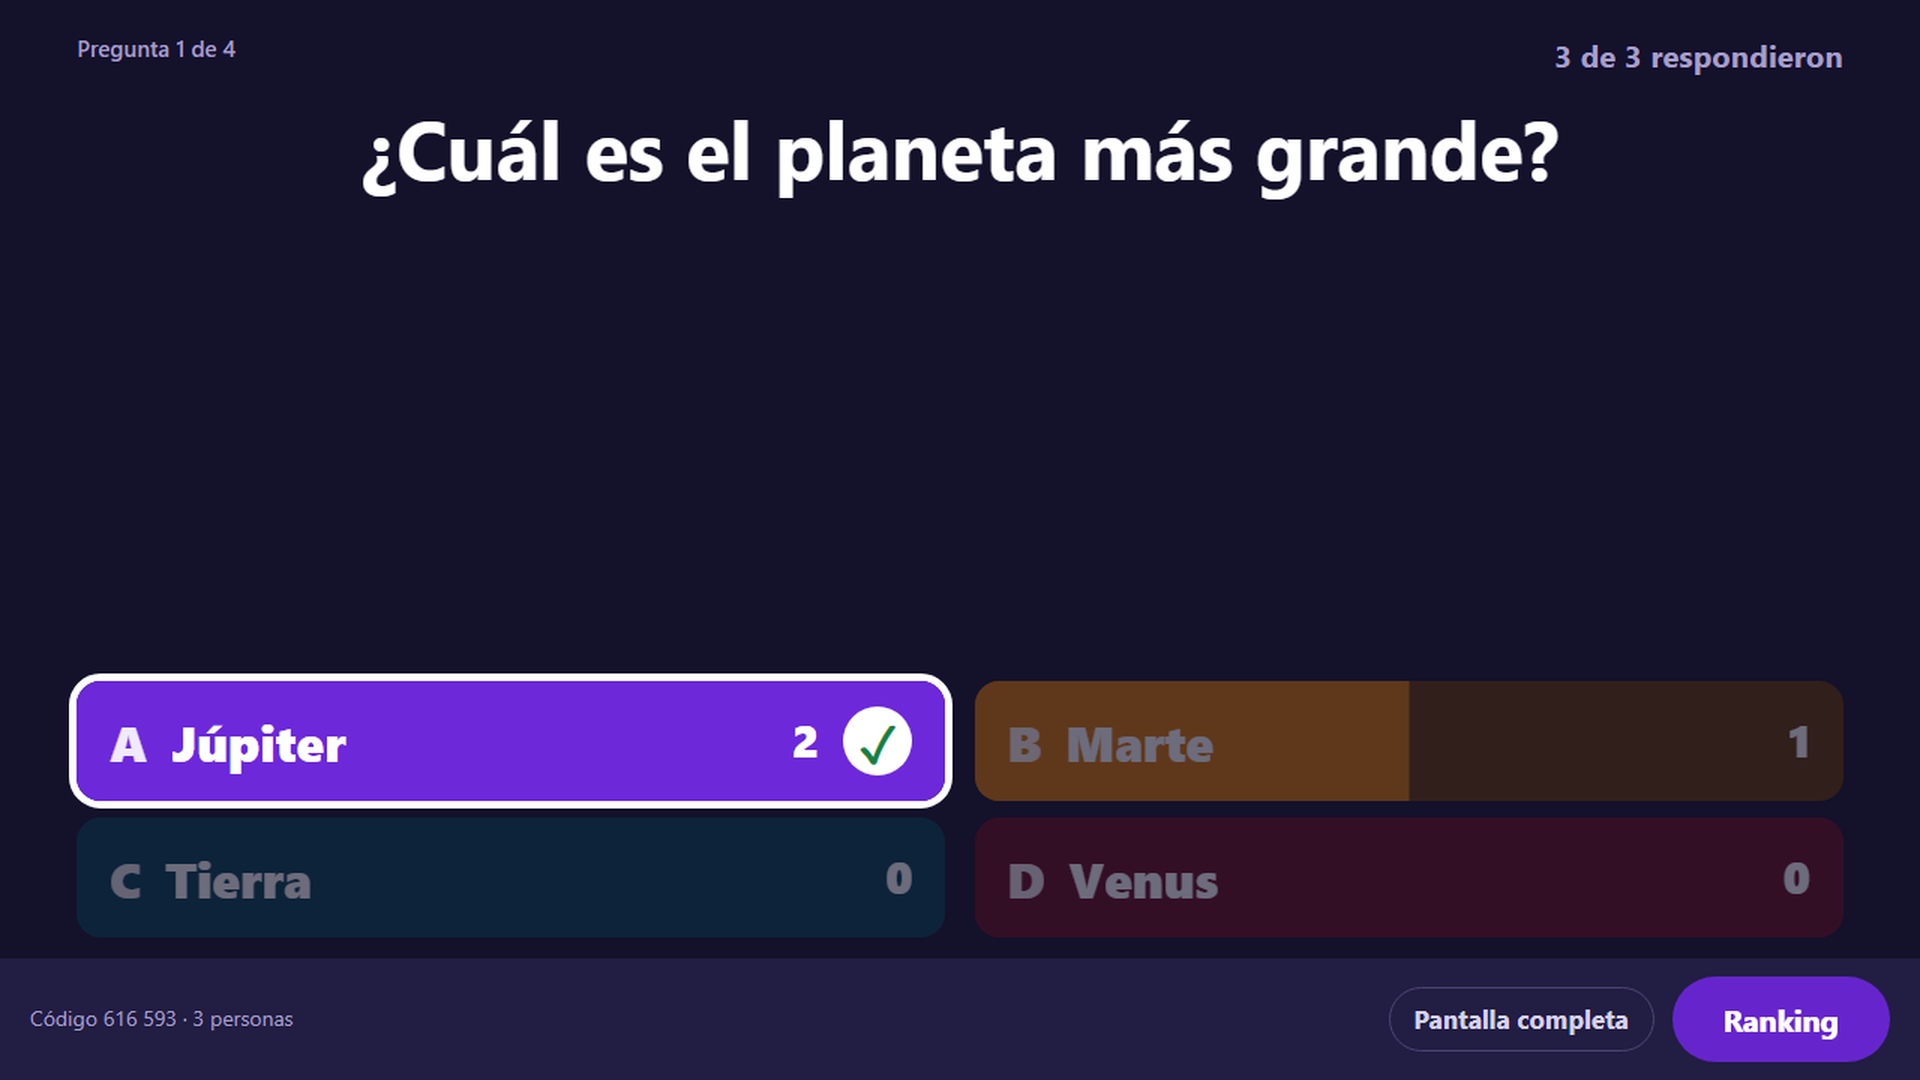 Pregunta 1 de 4
3 de 3 respondieron
¿Cuál es el planeta más grande?
A Júpiter 2 ✓
B Marte 1
C Tierra 0
D Venus 0
Código 616 593 · 3 personas
Pantalla completa
Ranking